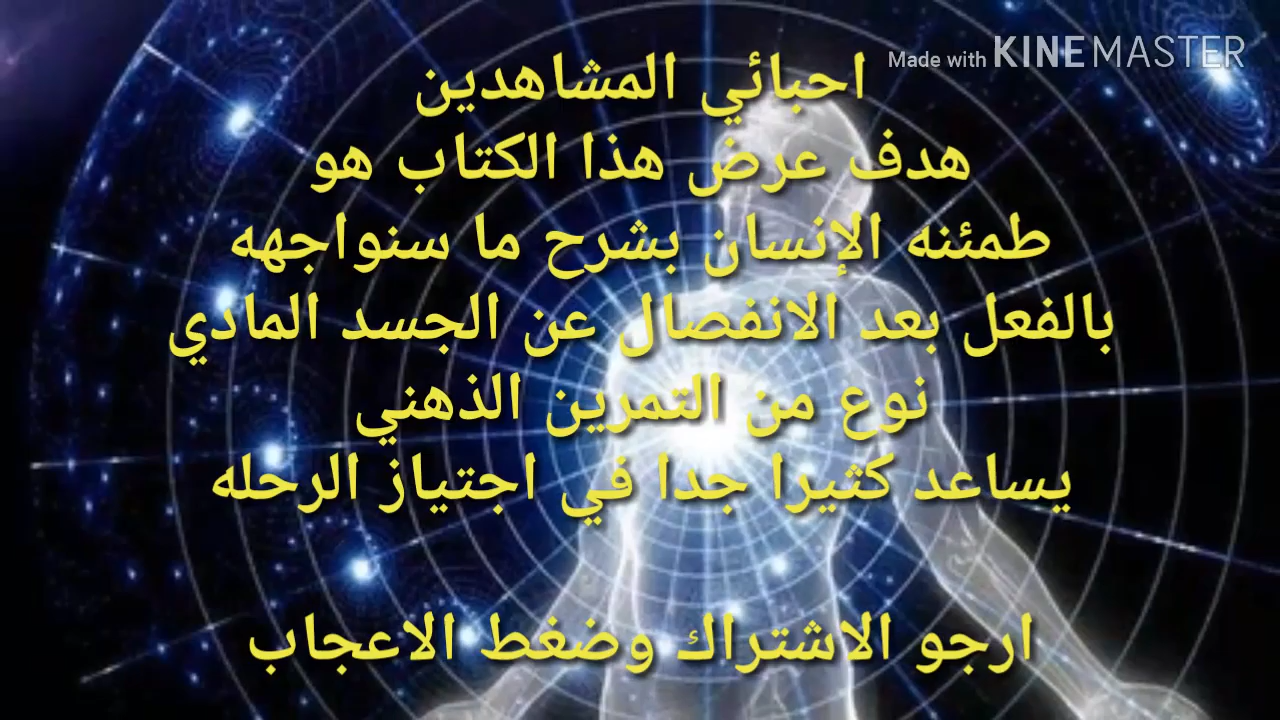 Made with KINEMASTER
احبائي المشاهدين
هدف عرض هذا الكتاب هو
طمئنه الإنسان بشرح ما سنواجهه
بالفعل بعد الانفصال عن الجسد المادي
نوع من التمرين الذهني
يساعد كثيرا جدا في اجتياز الرحله
ارجو الاشتراك وضغط الاعجاب